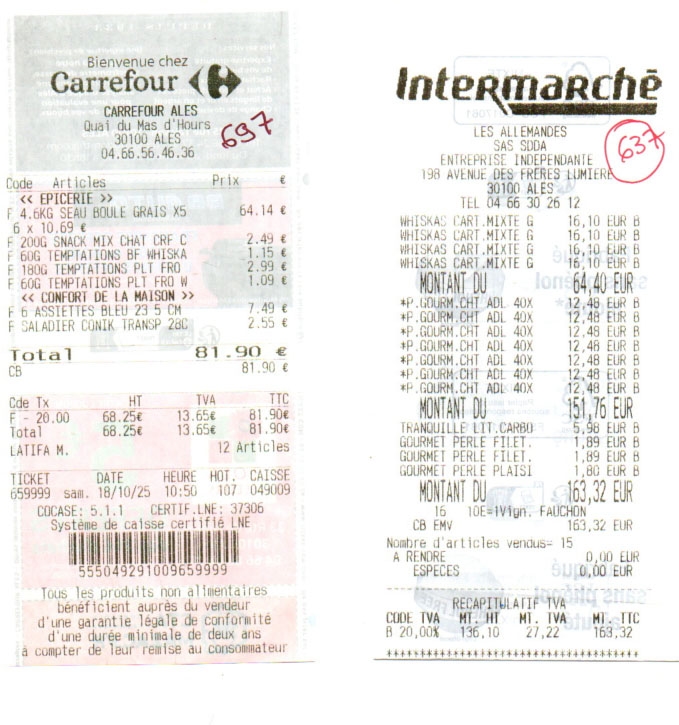 Bienvenue chez
Carrefour
CARREFOUR ALES
Quai du Mas d'Hours
30100 ALES
04.66.56.46.36
697
Code Articles Prix €
<< EPICERIE >>
F 4.6KG SEAU BOULE GRAIS X5 64.14 €
6 x 10.69 €
F 200G SNACK MIX CHAT CRF C 2.49 €
F 60G TEMPTATIONS BF WHISKA 1.15 €
F 180G TEMPTATIONS PLT FRO 2.99 €
F 60G TEMPTATIONS PLT FRO W 1.09 €
<< CONFORT DE LA MAISON >>
F 6 ASSIETTES BLEU 23 5 CM 7.49 €
F SALADIER CONIK TRANSP 28C 2.55 €
Total 81.90 €
CB 81.90 €
Cde Tx HT TVA TTC
F - 20.00 68.25€ 13.65€ 81.90€
Total 68.25€ 13.65€ 81.90€
LATIFA M. 12 Articles
TICKET DATE HEURE HOT. CAISSE
659999 sam. 18/10/25 10:50 107 049009
COCASE: 5.1.1 CERTIF.LNE: 37306
Système de caisse certifié LNE
555049291009659999
Tous les produits non alimentaires
bénéficient auprès du vendeur
d'une garantie légale de conformité
d'une durée minimale de deux ans
à compter de leur remise au consommateur
Intermarchē
LES ALLEMANDES
SAS SDDA
ENTREPRISE INDEPENDANTE
198 AVENUE DES FRERES LUMIERE
30100 ALES
TEL 04 66 30 26 12
637
WHISKAS CART.MIXTE G 16,10 EUR B
WHISKAS CART.MIXTE G 16,10 EUR B
WHISKAS CART.MIXTE G 16,10 EUR B
WHISKAS CART.MIXTE G 16,10 EUR B
MONTANT DU 64,40 EUR
*P.GOURM.CHT ADL 40X 12,48 EUR B
*P.GOURM.CHT ADL 40X 12,48 EUR B
*P.GOURM.CHT ADL 40X 12,48 EUR B
*P.GOURM.CHT ADL 40X 12,48 EUR B
*P.GOURM.CHT ADL 40X 12,48 EUR B
*P.GOURM.CHT ADL 40X 12,48 EUR B
*P.GOURM.CHT ADL 40X 12,48 EUR B
MONTANT DU 151,76 EUR
TRANQUILLE LIT.CARBO 5,98 EUR B
GOURMET PERLE FILET. 1,89 EUR B
GOURMET PERLE FILET. 1,89 EUR B
GOURMET PERLE PLAISI 1,80 EUR B
MONTANT DU 163,32 EUR
16 10E=1Vign. FAUCHON
CB EMV 163,32 EUR
Nombre d'articles vendus= 15
A RENDRE 0,00 EUR
ESPECES 0,00 EUR
RECAPITULATIF TVA
CODE TVA MT. HT MT. TVA MT. TTC
B 20,00% 136,10 27,22 163,32